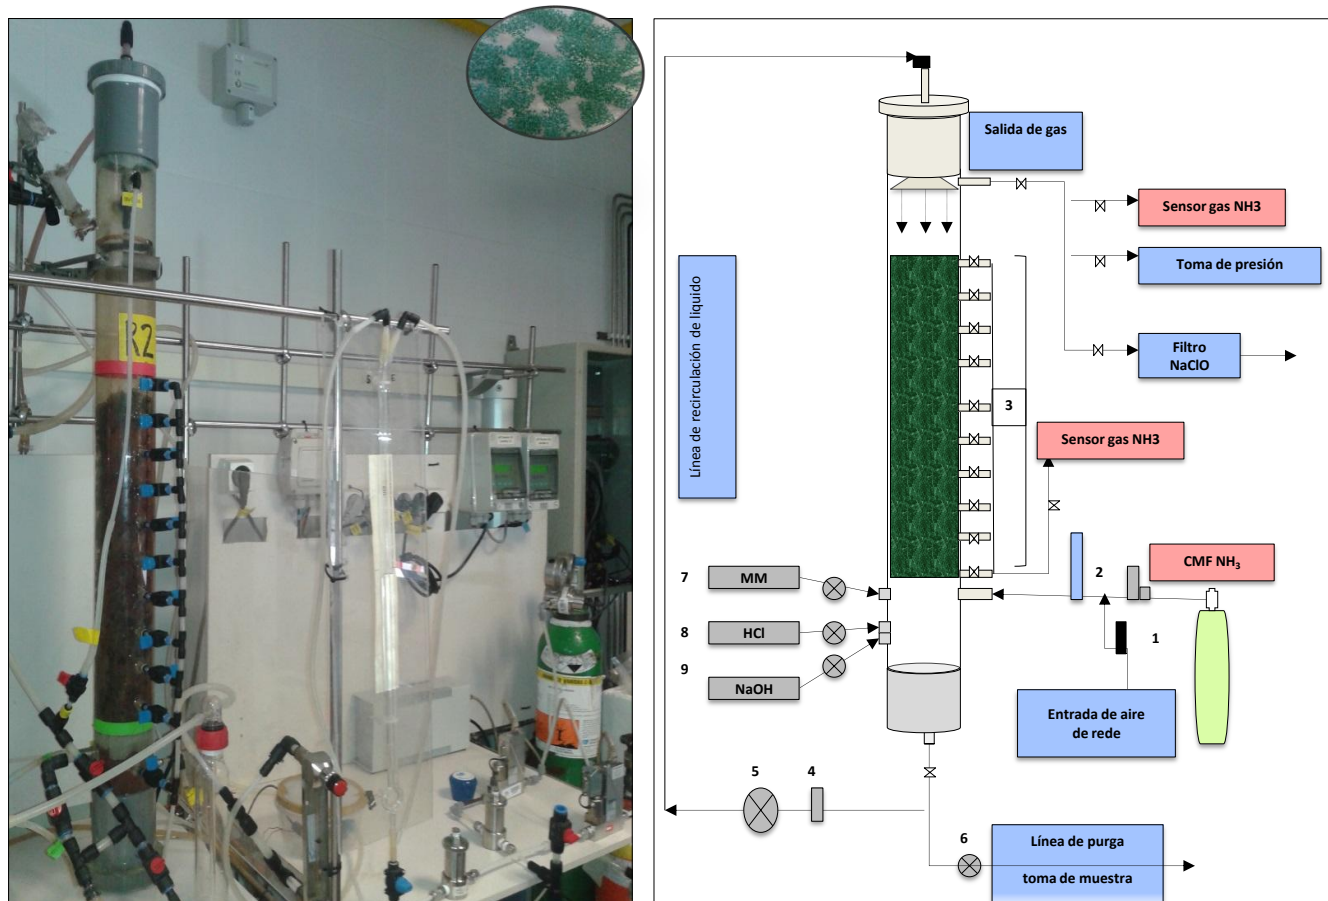 R2
Salida de gas
Sensor gas NH3
Toma de presión
Filtro
NaClO
Línea de recirculación de liquido
3
Sensor gas NH3
CMF NH₃
2
1
7
MM
8
HCl
9
NaOH
Entrada de aire
de rede
5
4
6
Línea de purga
toma de muestra